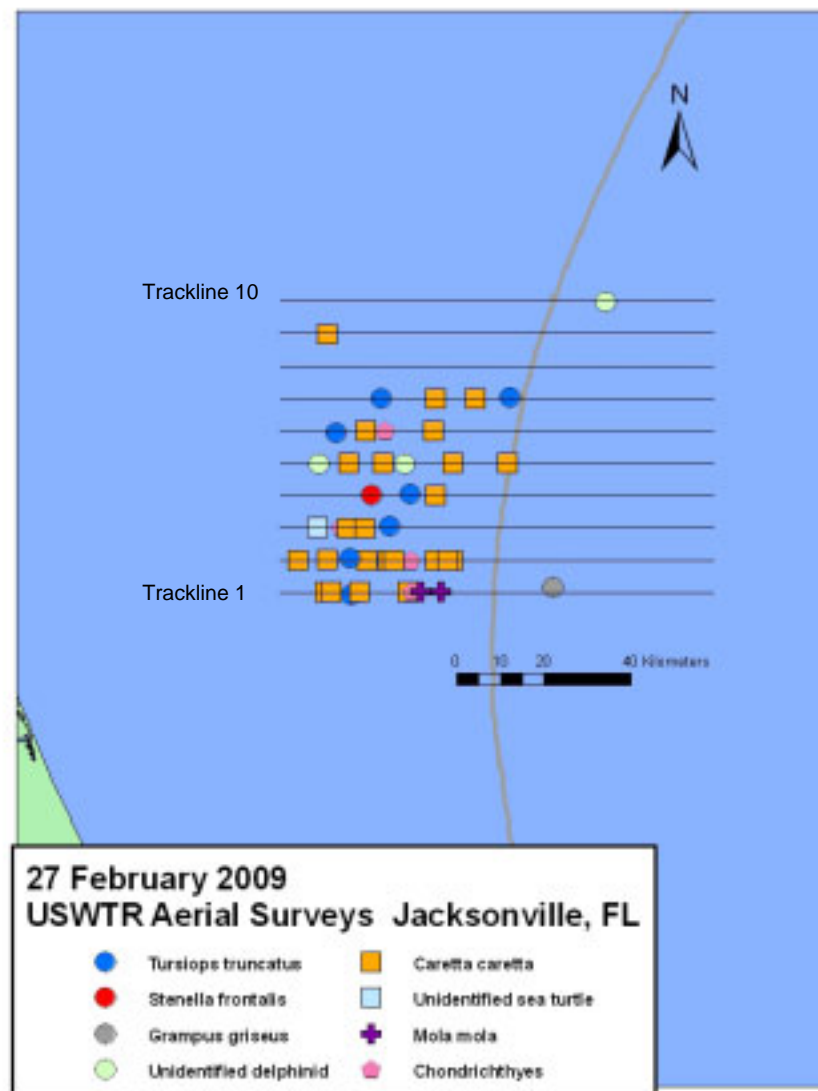 N
Trackline 10
Trackline 1
0 10 20 40 Kilometers
27 February 2009
USWTR Aerial Surveys Jacksonville, FL
Tursiops truncatus
Caretta caretta
Stenella frontalis
Unidentified sea turtle
Grampus griseus
Mola mola
Unidentified delphinid
Chondrichthyes